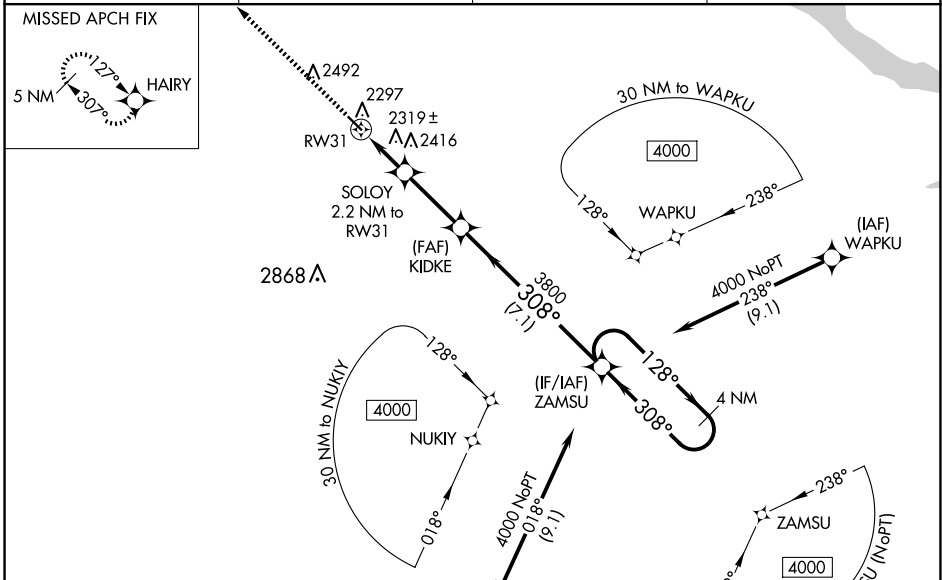 MISSED APCH FIX
127°
HAIRY
5 NM
307°
2492
2297
2319 ±
2416
RW31
SOLOY
2.2 NM to
RW31
(FAF)
KIDKE
2868
30 NM to WAPKU
4000
128°
238°
WAPKU
(IAF)
WAPKU
4000 NoPT
238°
(9.1)
3800
308°
(7.1)
(IF/IAF)
ZAMSU
128°
308°
4 NM
30 NM to NUKIY
4000
128°
NUKIY
018°
4000 NoPT
018°
(9.1)
238°
ZAMSU
4000
(NoPT)